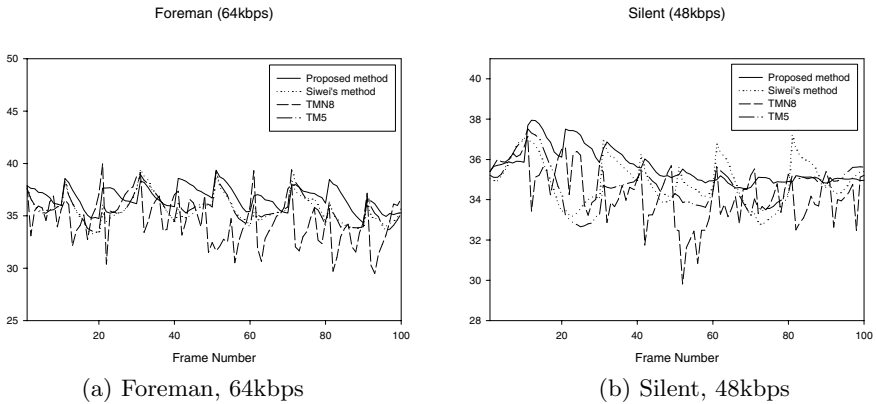 Foreman (64kbps)
50
45
40
35
30
25
Proposed method
Siwei's method
TMN8
TM5
20 40 60 80 100
Frame Number
(a) Foreman, 64kbps
Silent (48kbps)
40
38
36
34
32
30
28
Proposed method
Siwei's method
TMN8
TM5
20 40 60 80 100
Frame Number
(b) Silent, 48kbps